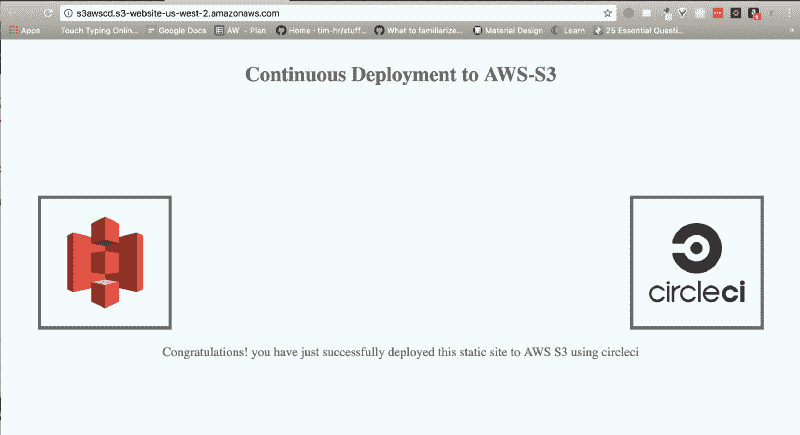 s3awscd.s3-website-us-west-2.amazonaws.com
Apps Touch Typing Onlin... Google Docs AW - Plan Home · tim-hr/stuff... What to familiarize... Material Design Learn 25 Essential Questi... »
Continuous Deployment to AWS-S3
circleci
Congratulations! you have just successfully deployed this static site to AWS S3 using circleci